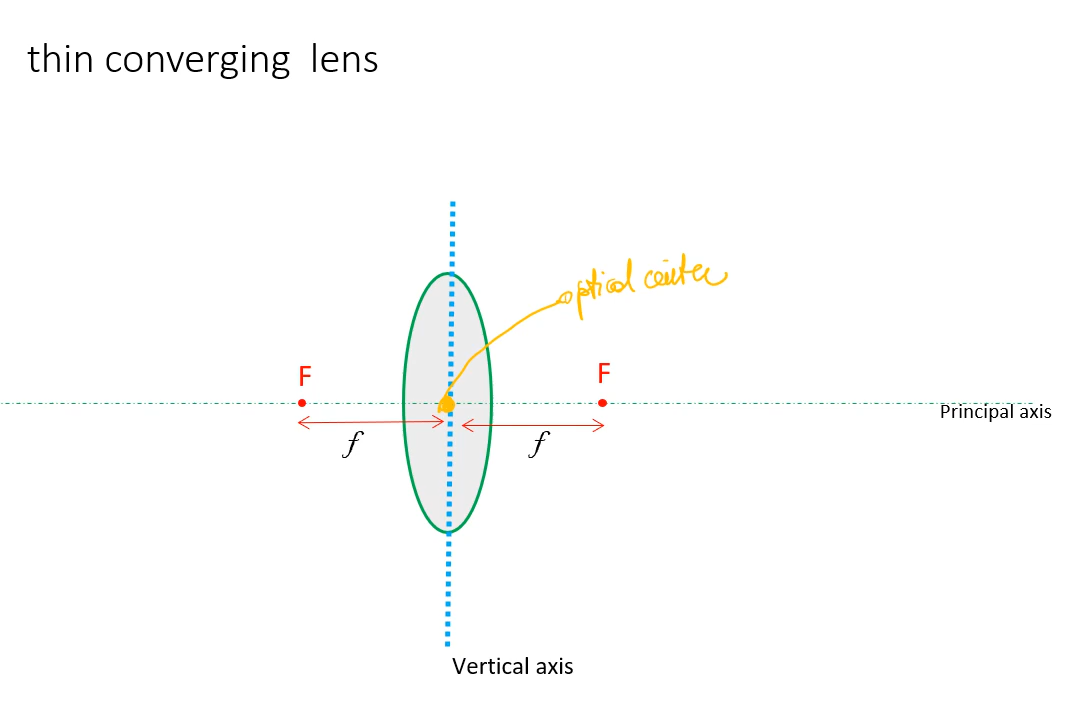 thin converging lens
optical center
F
F
Principal axis
f
f
Vertical axis